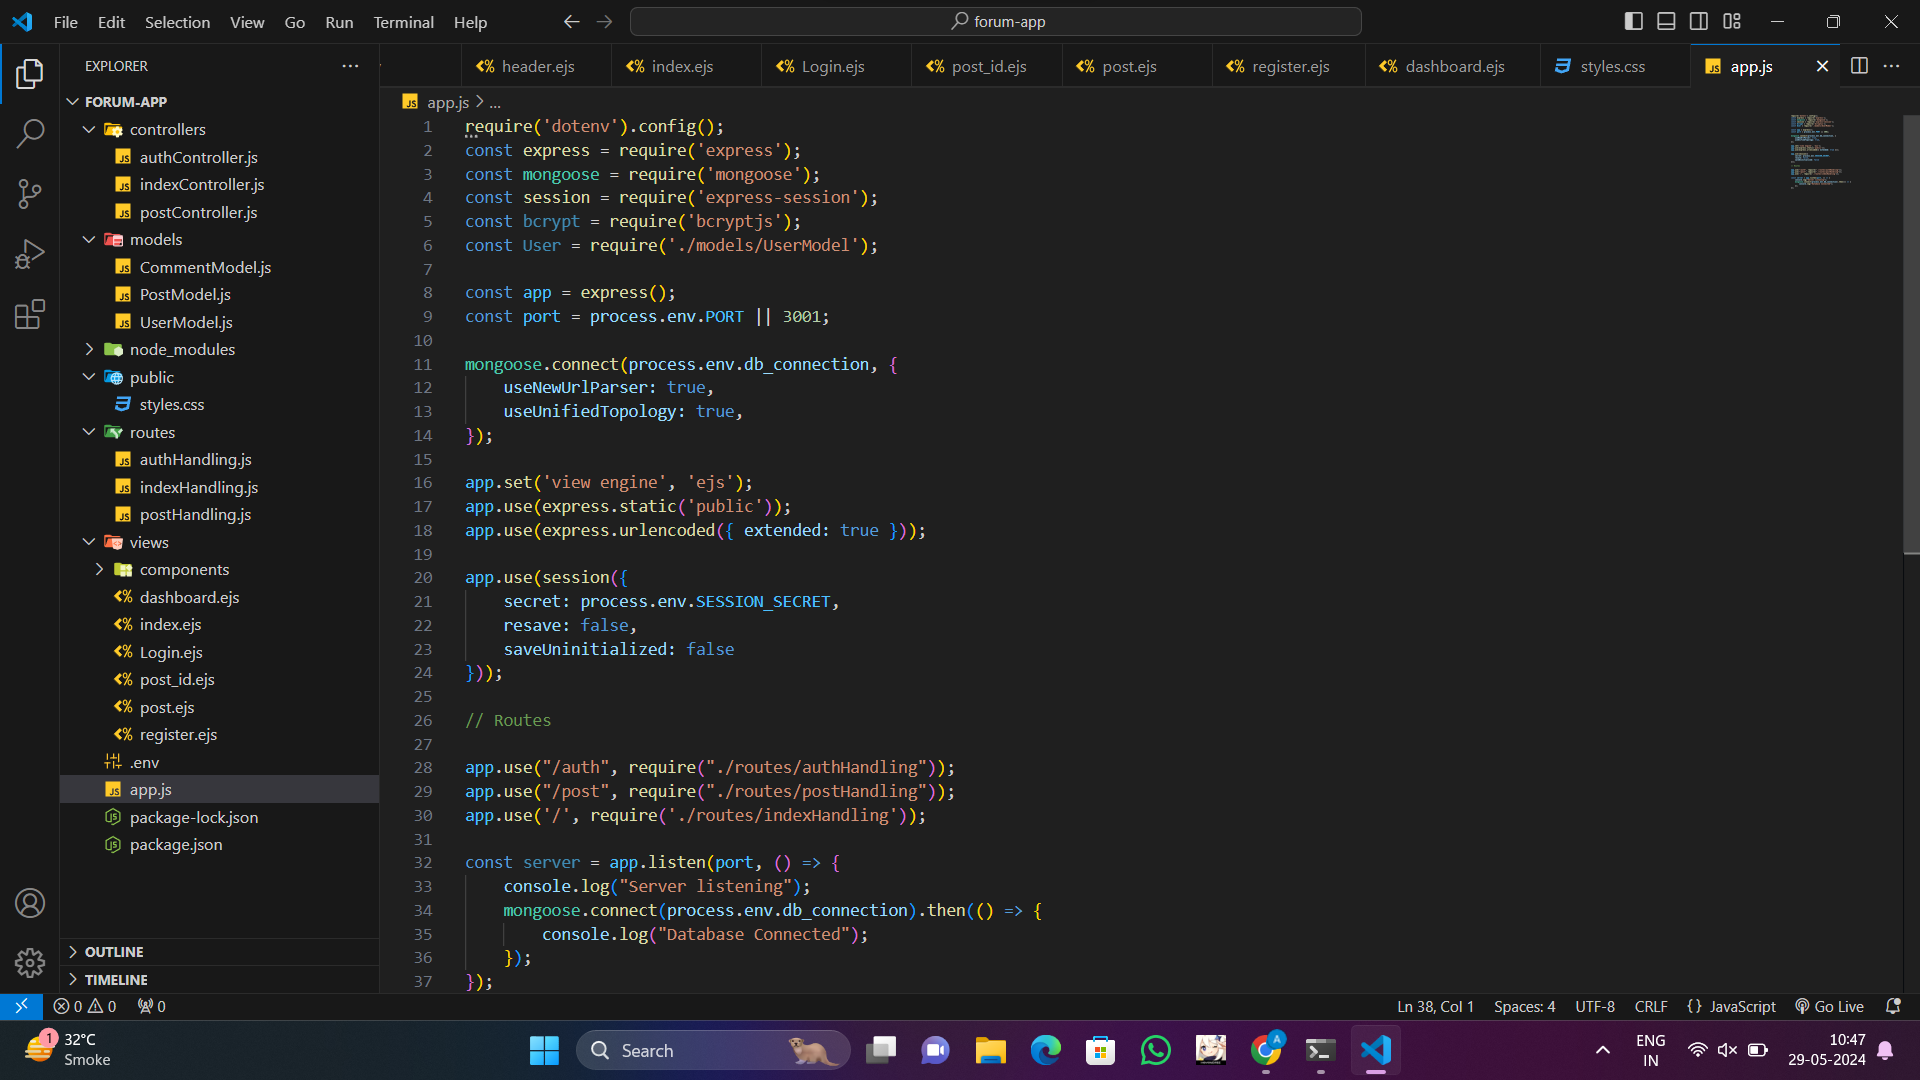 File Edit Selection View Go Run Terminal Help
forum-app
EXPLORER
FORUM-APP
controllers
authController.js
indexController.js
postController.js
models
CommentModel.js
PostModel.js
UserModel.js
node_modules
public
styles.css
routes
authHandling.js
indexHandling.js
postHandling.js
views
components
dashboard.ejs
index.ejs
Login.ejs
post_id.ejs
post.ejs
register.ejs
.env
app.js
package-lock.json
package.json
OUTLINE
TIMELINE
header.ejs index.ejs Login.ejs post_id.ejs post.ejs register.ejs dashboard.ejs styles.css app.js
app.js > ...
1 require('dotenv').config();
2 const express = require('express');
3 const mongoose = require('mongoose');
4 const session = require('express-session');
5 const bcrypt = require('bcryptjs');
6 const User = require('./models/UserModel');
7
8 const app = express();
9 const port = process.env.PORT || 3001;
10
11 mongoose.connect(process.env.db_connection, {
12     useNewUrlParser: true,
13     useUnifiedTopology: true,
14 });
15
16 app.set('view engine', 'ejs');
17 app.use(express.static('public'));
18 app.use(express.urlencoded({ extended: true }));
19
20 app.use(session({
21     secret: process.env.SESSION_SECRET,
22     resave: false,
23     saveUninitialized: false
24 }));
25
26 // Routes
27
28 app.use("/auth", require("./routes/authHandling"));
29 app.use("/post", require("./routes/postHandling"));
30 app.use('/', require('./routes/indexHandling'));
31
32 const server = app.listen(port, () => {
33     console.log("Server listening");
34     mongoose.connect(process.env.db_connection).then(() => {
35         console.log("Database Connected");
36     });
37 });
0 0 0
Ln 38, Col 1 Spaces: 4 UTF-8 CRLF {} JavaScript Go Live
1
32°C
Smoke
Search
A
ENG
IN
10:47
29-05-2024